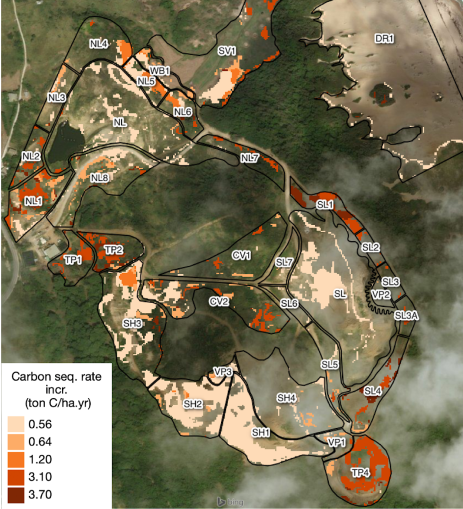 DR1
NL4
SV1
WB1
NL5
NL3
NL6
NL
NL2
NL7
NL8
NL1
SL1
TP2
TP1
SL2
CV1
SL7
SL3
VP2
SL
CV2
SL6
SL3A
SH3
SL5
VP3
SL4
SH4
SH2
SH1
VP1
TP4
Carbon seq. rate
incr.
(ton C/ha.yr)
0.56
0.64
1.20
3.10
3.70